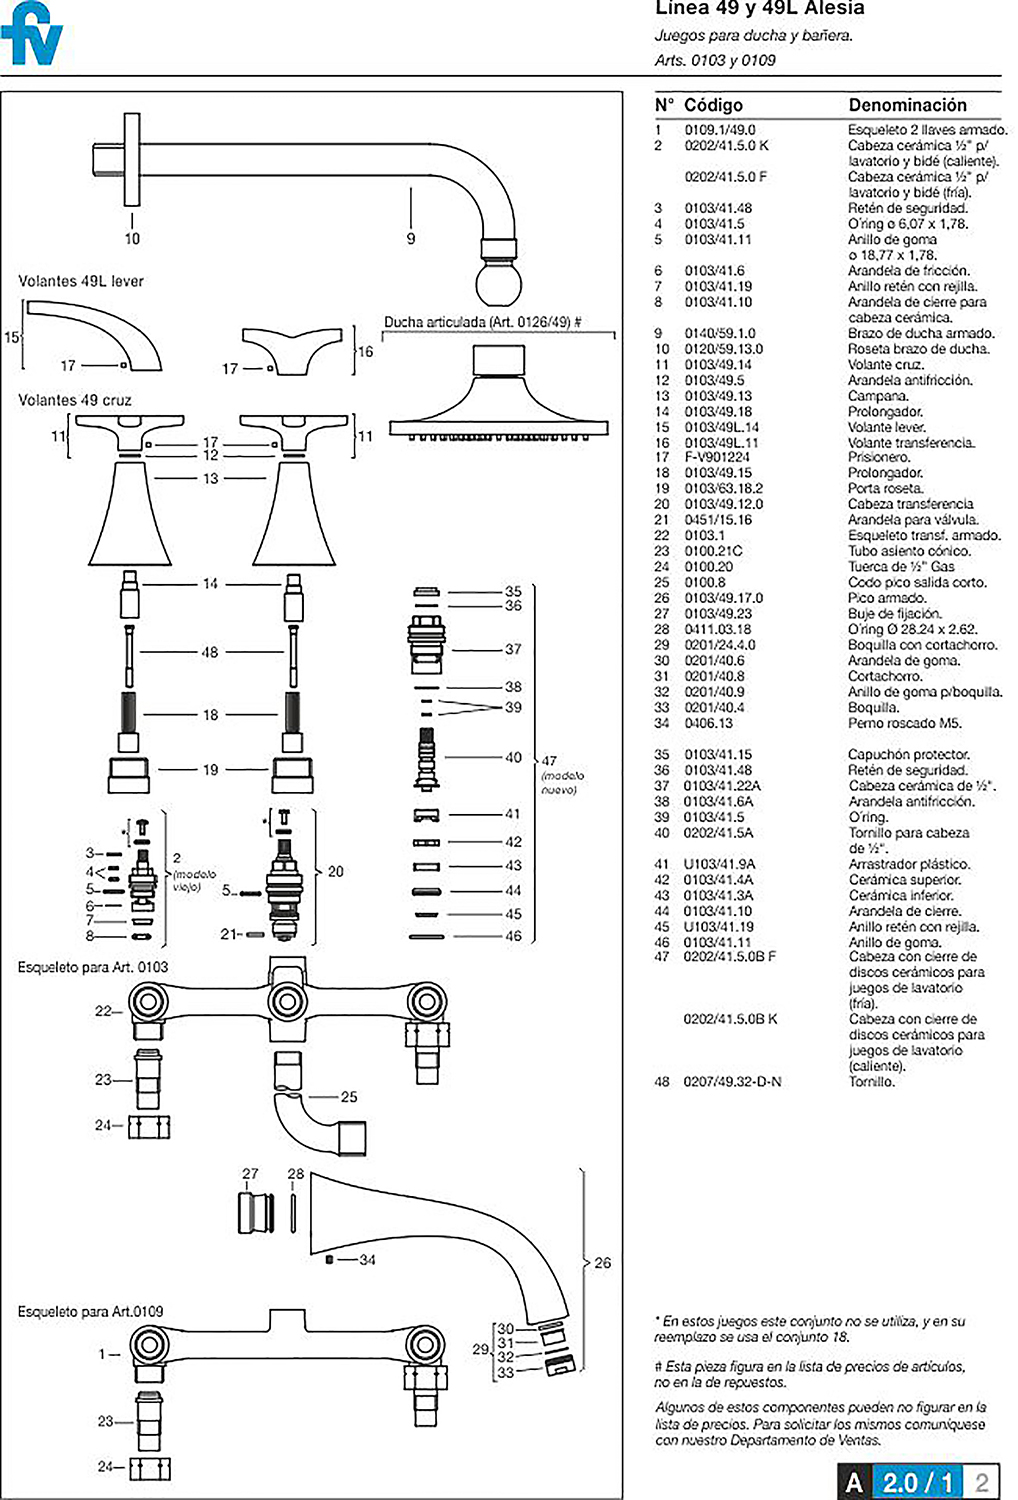 fv
Línea 49 y 49L Alesia
Juegos para ducha y bañera.
Arts. 0103 y 0109
10
9
Volantes 49L lever
15
17
17
16
Ducha articulada (Art. 0126/49) #
Volantes 49 cruz
11
17
12
11
13
14
48
18
19
35
36
37
38
39
40
47
(modelo
nuevo)
41
42
43
44
45
46
*
3
4
5
6
7
8
2
(modelo
viejo)
*
5
21
20
Esqueleto para Art. 0103
22
23
24
25
27
28
34
26
Esqueleto para Art.0109
29
30
31
32
33
1
23
24
N° Código Denominación
1 0109.1/49.0 Esqueleto 2 llaves armado.
2 0202/41.5.0 K Cabeza cerámica ½" p/
lavatorio y bidé (caliente).
0202/41.5.0 F Cabeza cerámica ½" p/
lavatorio y bidé (fría).
3 0103/41.48 Retén de seguridad.
4 0103/41.5 O´ring ø 6,07 x 1,78.
5 0103/41.11 Anillo de goma
ø 18,77 x 1,78.
6 0103/41.6 Arandela de fricción.
7 0103/41.19 Anillo retén con rejilla.
8 0103/41.10 Arandela de cierre para
cabeza cerámica.
9 0140/59.1.0 Brazo de ducha armado.
10 0120/59.13.0 Roseta brazo de ducha.
11 0103/49.14 Volante cruz.
12 0103/49.5 Arandela antifricción.
13 0103/49.13 Campana.
14 0103/49.18 Prolongador.
15 0103/49L.14 Volante lever.
16 0103/49L.11 Volante transferencia.
17 F-V901224 Prisionero.
18 0103/49.15 Prolongador.
19 0103/63.18.2 Porta roseta.
20 0103/49.12.0 Cabeza transferencia
21 0451/15.16 Arandela para válvula.
22 0103.1 Esqueleto transf. armado.
23 0100.21C Tubo asiento cónico.
24 0100.20 Tuerca de ½" Gas
25 0100.8 Codo pico salida corto.
26 0103/49.17.0 Pico armado.
27 0103/49.23 Buje de fijación.
28 0411.03.18 O´ring Ø 28.24 x 2.62.
29 0201/24.4.0 Boquilla con cortachorro.
30 0201/40.6 Arandela de goma.
31 0201/40.8 Cortachorro.
32 0201/40.9 Anillo de goma p/boquilla.
33 0201/40.4 Boquilla.
34 0406.13 Perno roscado M5.
35 0103/41.15 Capuchón protector.
36 0103/41.48 Retén de seguridad.
37 0103/41.22A Cabeza cerámica de ½".
38 0103/41.6A Arandela antifricción.
39 0103/41.5 O´ring.
40 0202/41.5A Tornillo para cabeza
de ½".
41 U103/41.9A Arrastrador plástico.
42 0103/41.4A Cerámica superior.
43 0103/41.3A Cerámica inferior.
44 0103/41.10 Arandela de cierre.
45 U103/41.19 Anillo retén con rejilla.
46 0103/41.11 Anillo de goma.
47 0202/41.5.0B F Cabeza con cierre de
discos cerámicos para
juegos de lavatorio
(fría).
0202/41.5.0B K Cabeza con cierre de
discos cerámicos para
juegos de lavatorio
(caliente).
48 0207/49.32-D-N Tornillo.
* En estos juegos este conjunto no se utiliza, y en su
reemplazo se usa el conjunto 18.
# Esta pieza figura en la lista de precios de artículos,
no en la de repuestos.
Algunos de estos componentes pueden no figurar en la
lista de precios. Para solicitar los mismos comuníquese
con nuestro Departamento de Ventas.
A 2.0 / 1 2